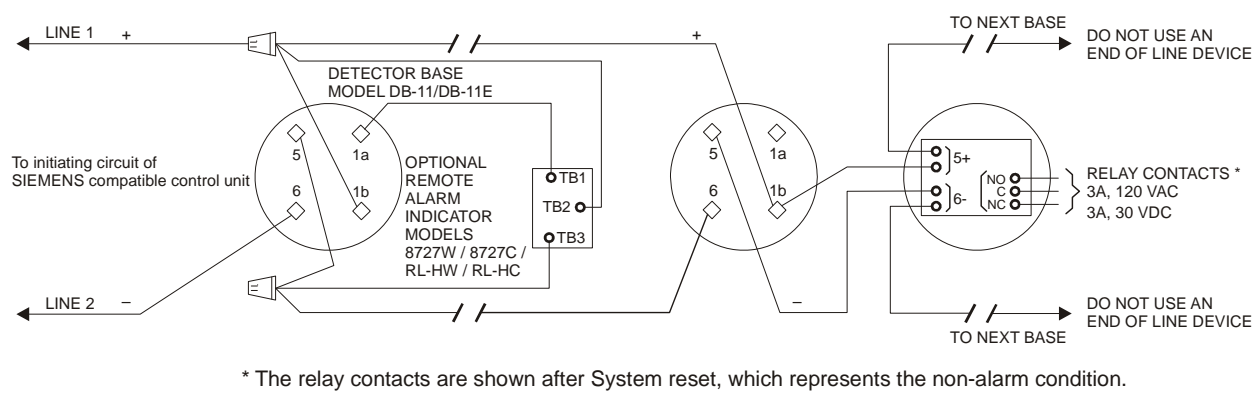 LINE 1 +
DETECTOR BASE
MODEL DB-11/DB-11E
5
1a
6
1b
To initiating circuit of
SIEMENS compatible control unit
LINE 2 –
OPTIONAL
REMOTE
ALARM
INDICATOR
MODELS
8727W / 8727C /
RL-HW / RL-HC
TB1
TB2
TB3
+
5
1a
6
1b
–
TO NEXT BASE
DO NOT USE AN
END OF LINE DEVICE
5+
6-
NO
C
NC
RELAY CONTACTS *
3A, 120 VAC
3A, 30 VDC
DO NOT USE AN
END OF LINE DEVICE
TO NEXT BASE
* The relay contacts are shown after System reset, which represents the non-alarm condition.